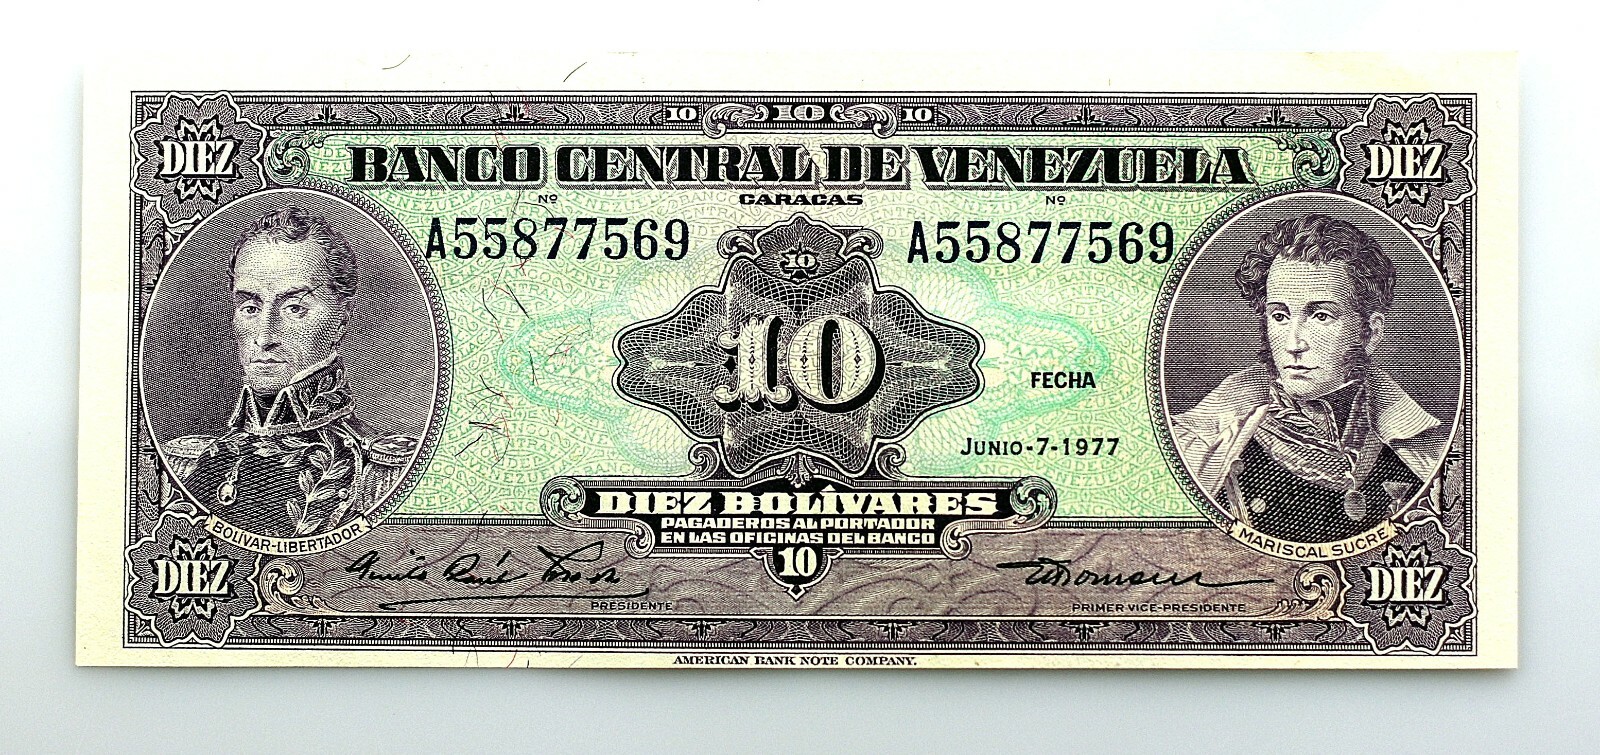 10 10 10
DIEZ DIEZ
BANCO CENTRAL DE VENEZUELA
Nº CARACAS Nº
A55877569 A55877569
10
10
FECHA
JUNIO-7-1977
DIEZ BOLÍVARES
PAGADEROS AL PORTADOR
EN LAS OFICINAS DEL BANCO
BOLIVAR-LIBERTADOR
MARISCAL SUCRE
DIEZ 10 DIEZ
PRESIDENTE PRIMER VICE-PRESIDENTE
AMERICAN BANK NOTE COMPANY.